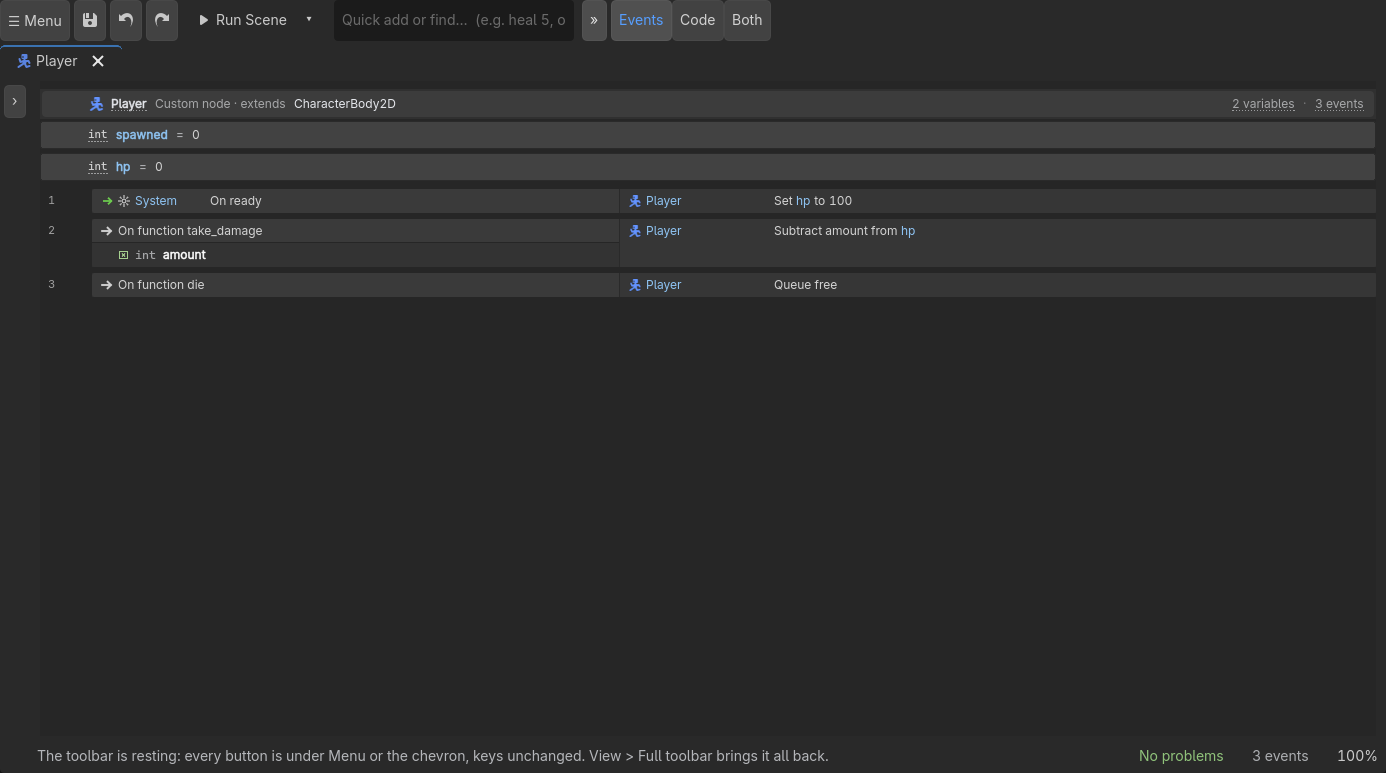 ☰ Menu Run Scene Quick add or find... (e.g. heal 5, o » Events Code Both
Player
Player Custom node · extends CharacterBody2D 2 variables · 3 events
int spawned = 0
int hp = 0
1 System On ready Player Set hp to 100
2 On function take_damage Player Subtract amount from hp
int amount
3 On function die Player Queue free
The toolbar is resting: every button is under Menu or the chevron, keys unchanged. View > Full toolbar brings it all back. No problems 3 events 100%